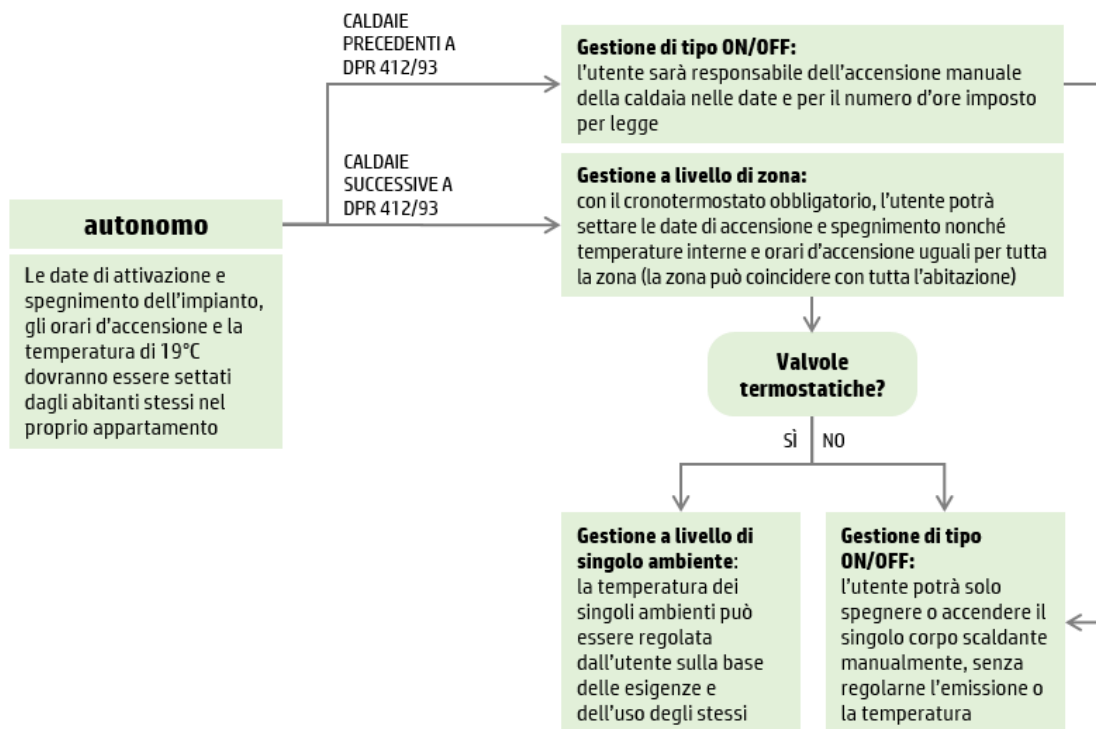 CALDAIE
PRECEDENTI A
DPR 412/93
Gestione di tipo ON/OFF:
l'utente sarà responsabile dell'accensione manuale
della caldaia nelle date e per il numero d'ore imposto
per legge
CALDAIE
SUCCESSIVE A
DPR 412/93
Gestione a livello di zona:
con il cronotermostato obbligatorio, l'utente potrà
settare le date di accensione e spegnimento nonché
temperature interne e orari d'accensione uguali per tutta
la zona (la zona può coincidere con tutta l'abitazione)
autonomo
Le date di attivazione e
spegnimento dell'impianto,
gli orari d'accensione e la
temperatura di 19°C
dovranno essere settati
dagli abitanti stessi nel
proprio appartamento
Valvole
termostatiche?
SÌ NO
Gestione a livello di
singolo ambiente:
la temperatura dei
singoli ambienti può
essere regolata
dall'utente sulla base
delle esigenze e
dell'uso degli stessi
Gestione di tipo
ON/OFF:
l'utente potrà solo
spegnere o accendere il
singolo corpo scaldante
manualmente, senza
regolarne l'emissione o
la temperatura